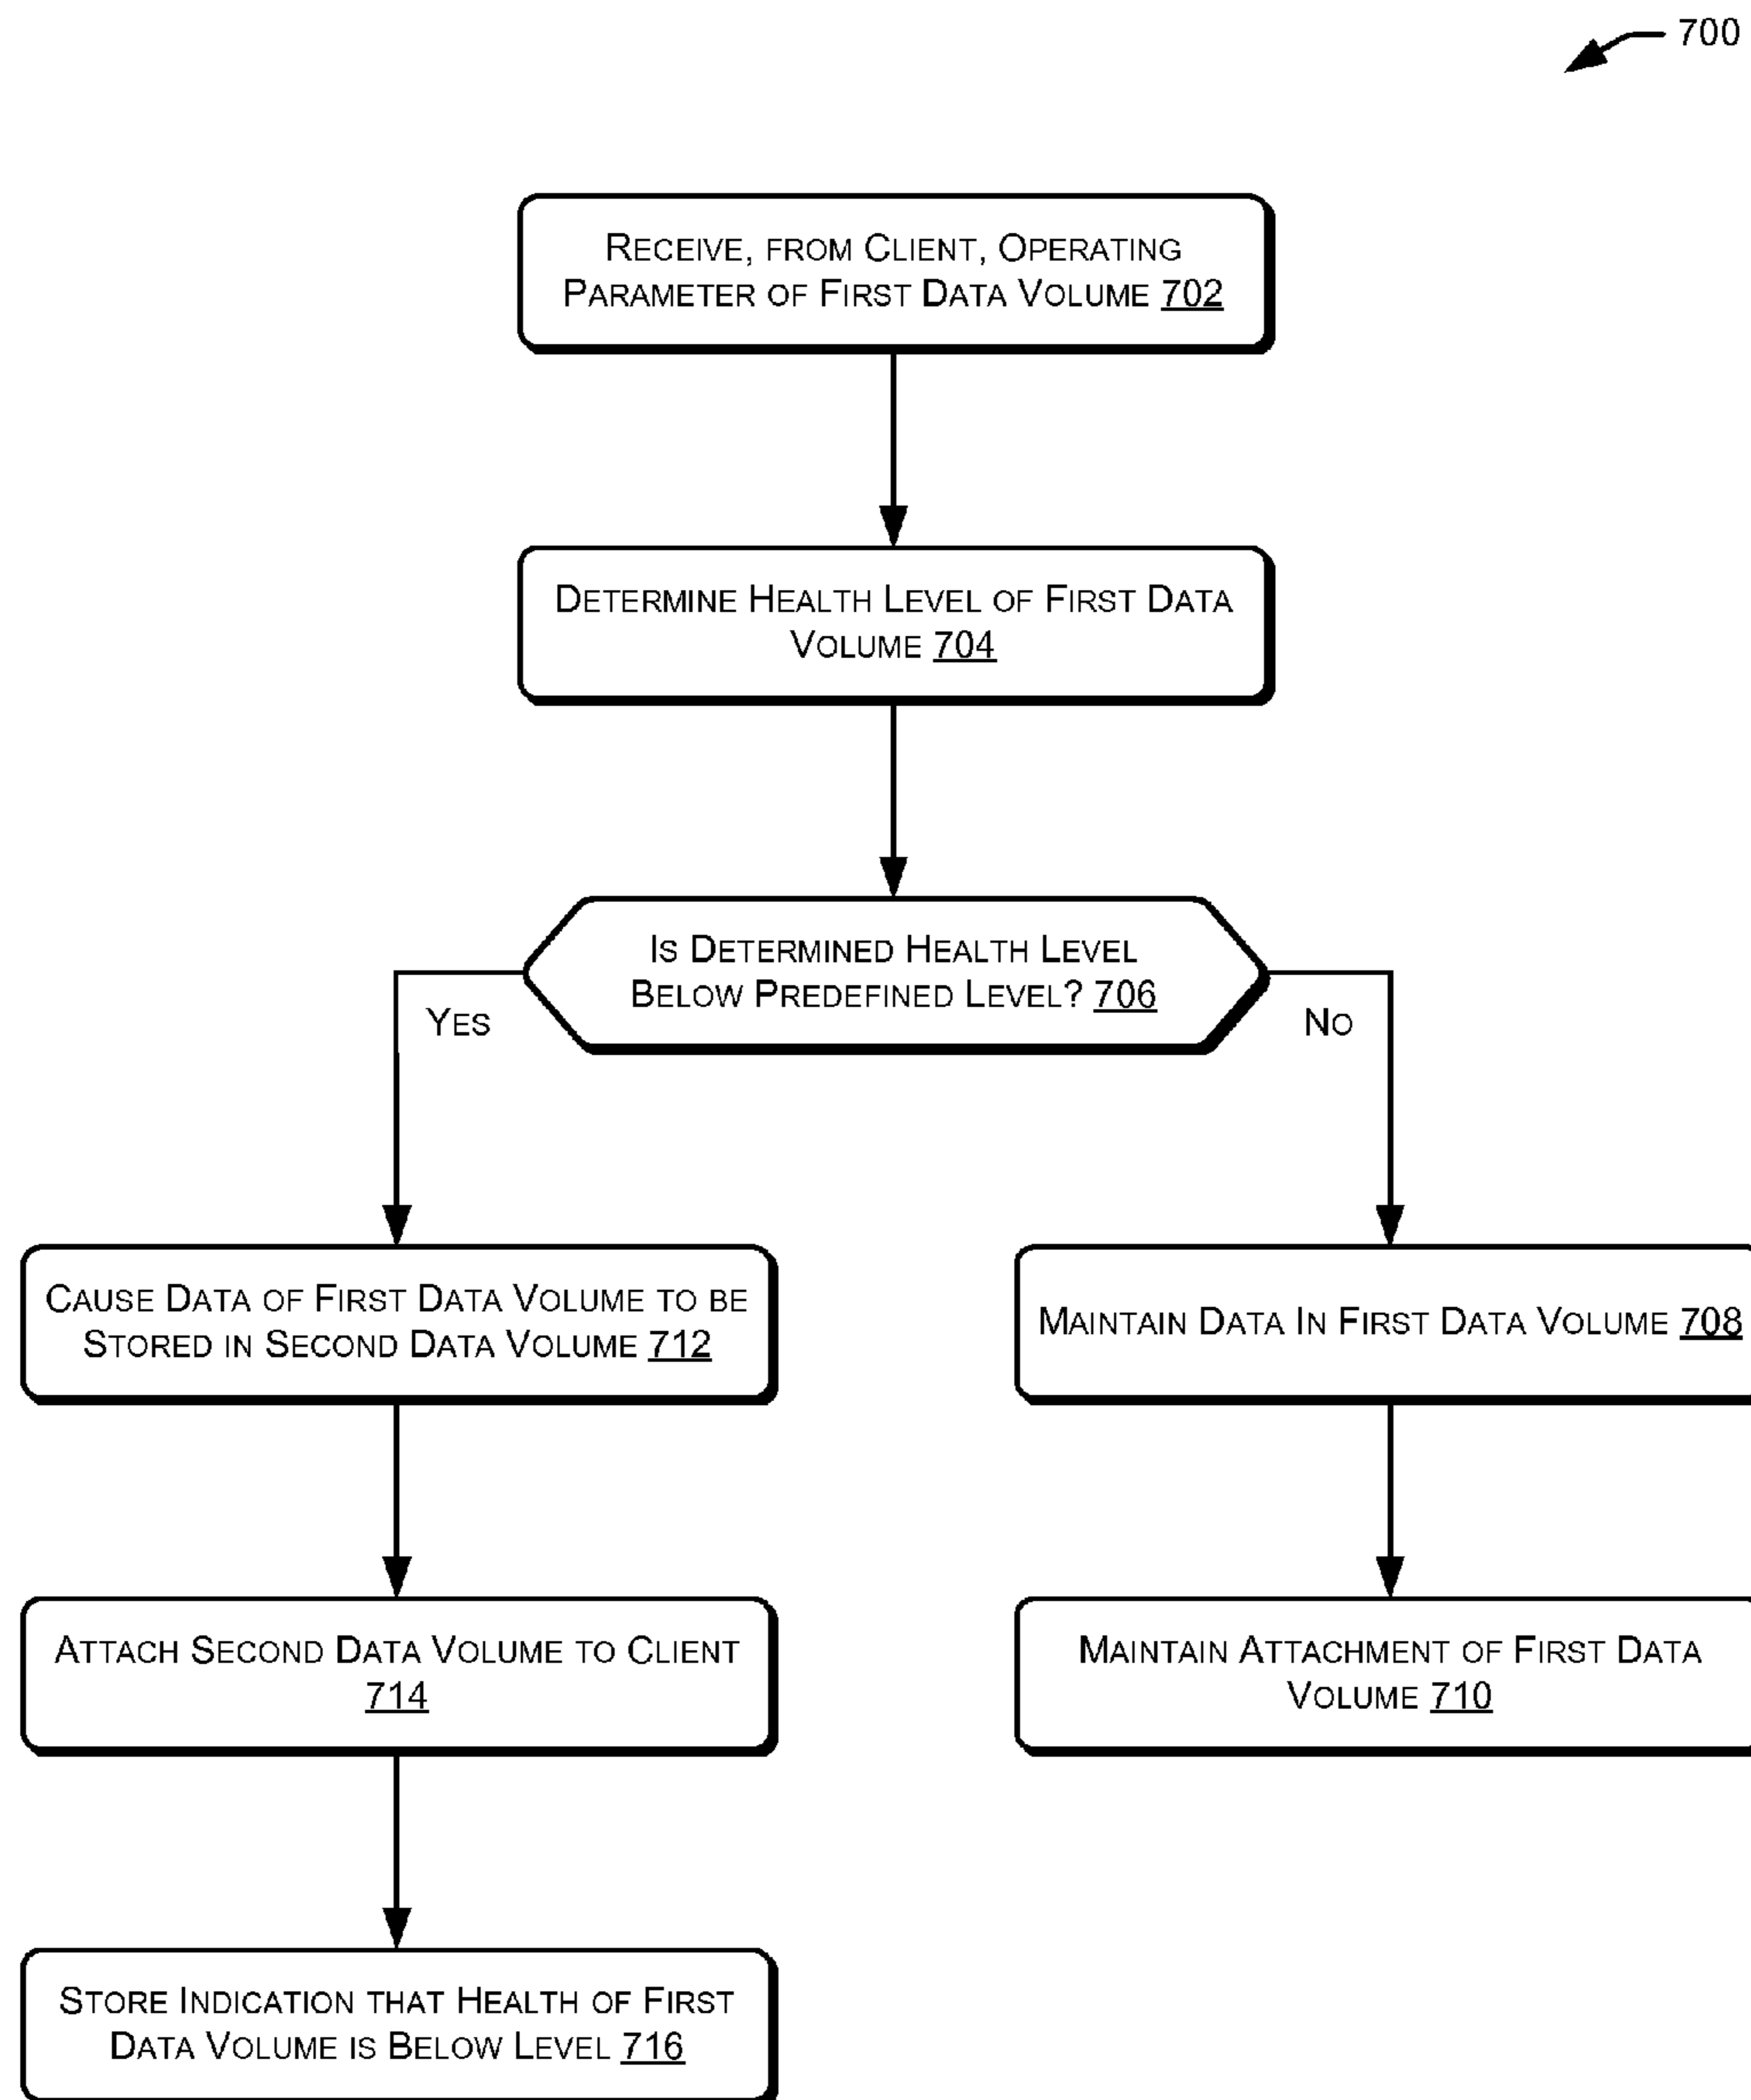 700
RECEIVE, FROM CLIENT, OPERATING
PARAMETER OF FIRST DATA VOLUME 702
DETERMINE HEALTH LEVEL OF FIRST DATA
VOLUME 704
IS DETERMINED HEALTH LEVEL
BELOW PREDEFINED LEVEL? 706
YES
NO
CAUSE DATA OF FIRST DATA VOLUME TO BE
STORED IN SECOND DATA VOLUME 712
MAINTAIN DATA IN FIRST DATA VOLUME 708
ATTACH SECOND DATA VOLUME TO CLIENT
714
MAINTAIN ATTACHMENT OF FIRST DATA
VOLUME 710
STORE INDICATION THAT HEALTH OF FIRST
DATA VOLUME IS BELOW LEVEL 716